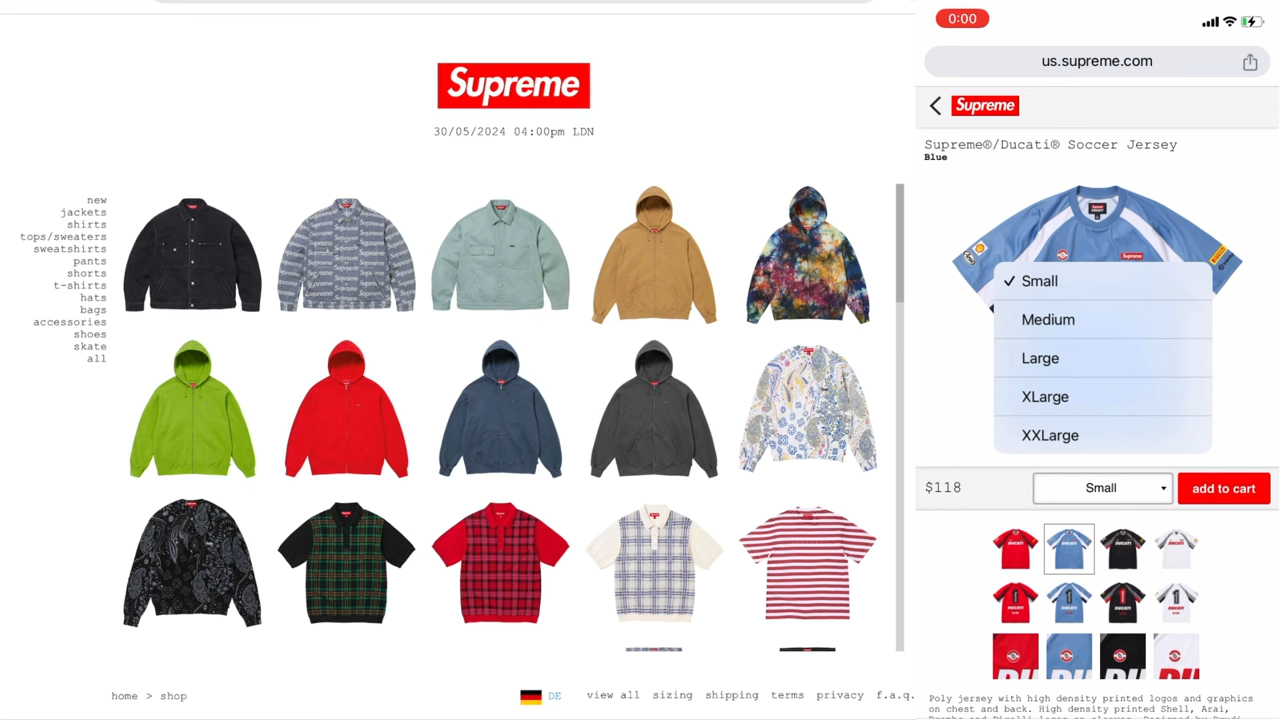 Supreme
30/05/2024 04:00pm LDN
new
jackets
shirts
tops/sweaters
sweatshirts
pants
shorts
t-shirts
hats
bags
accessories
shoes
skate
all
home > shop
DE
view all sizing shipping terms privacy f.a.q.
0:00
us.supreme.com
Supreme
Supreme®/Ducati® Soccer Jersey
Blue
✓ Small
Medium
Large
XLarge
XXLarge
$118
Small
add to cart
Poly jersey with high density printed logos and graphics
on chest and back. High density printed Shell, Arai,